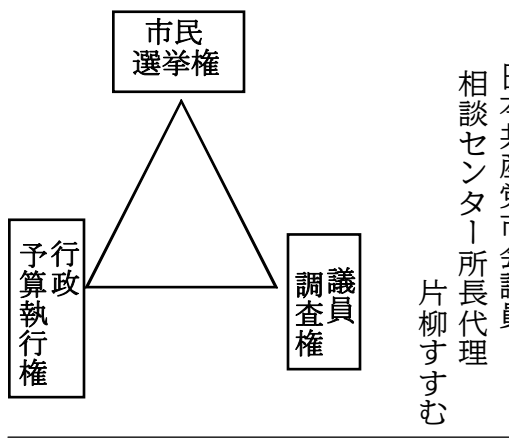 日本共産党市会議員
相談センター所長代理
片柳すすむ
市民
選挙権
行政
予算執行権
議員
調査権